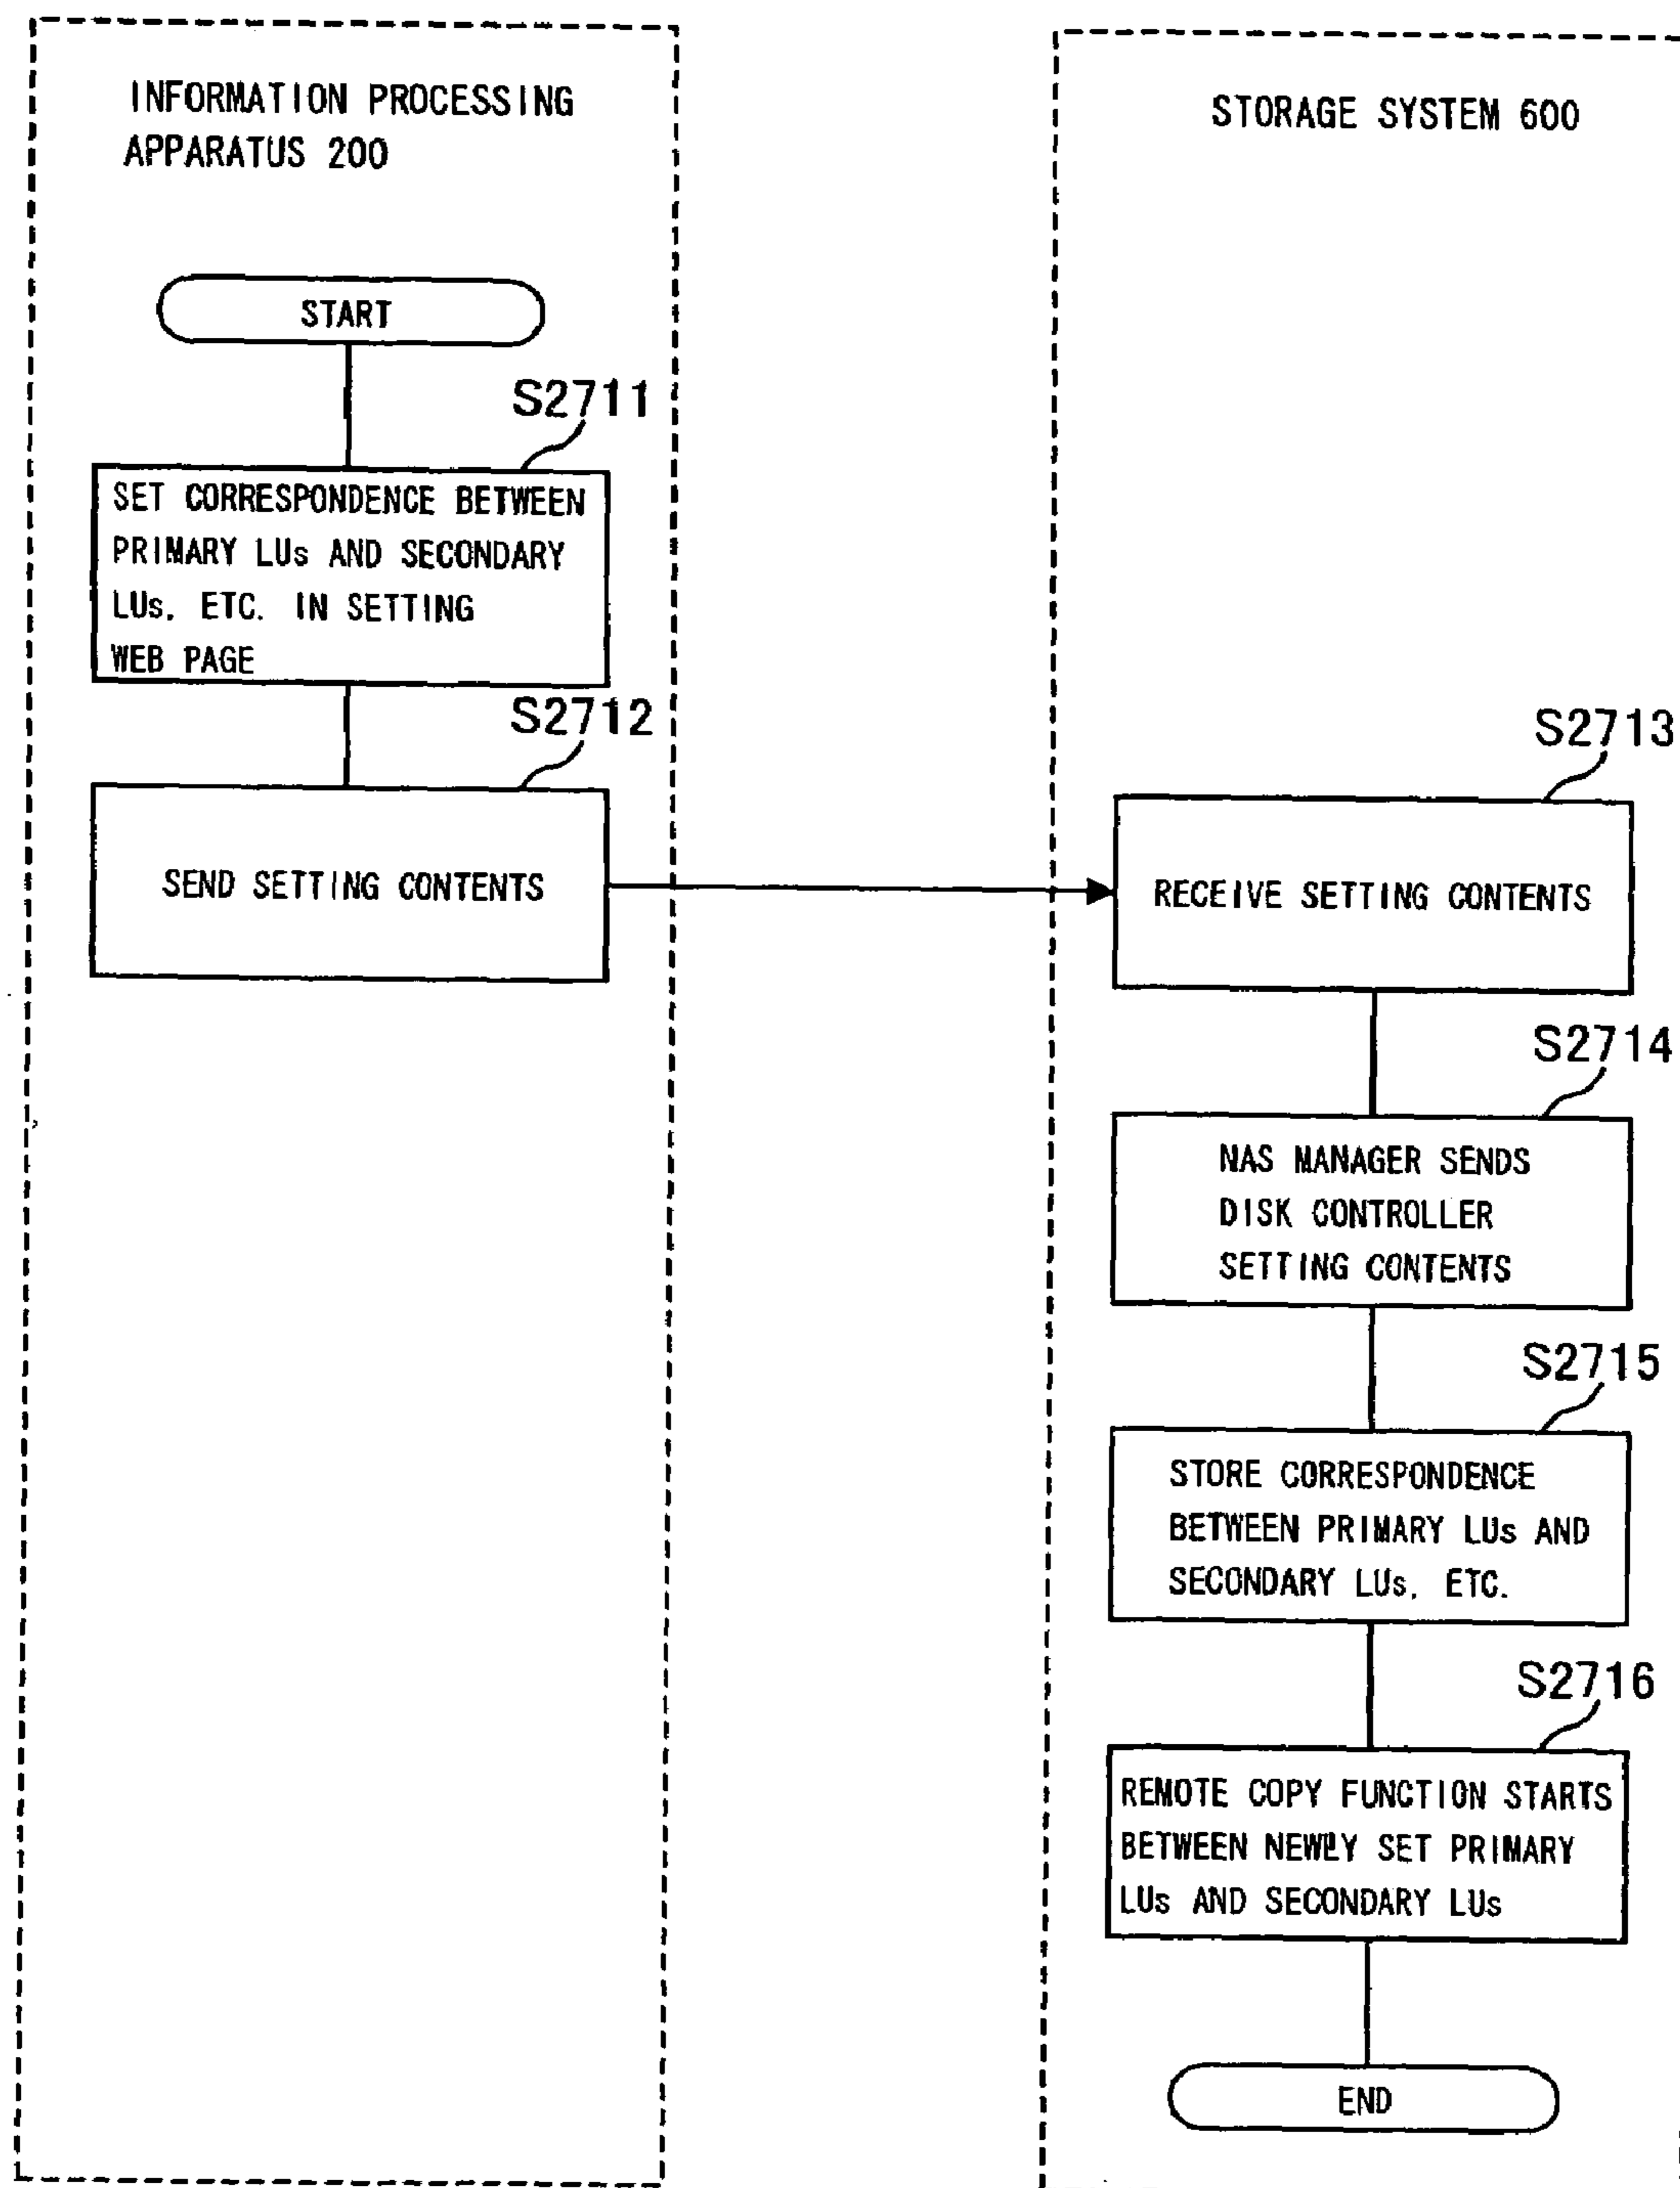 INFORMATION PROCESSING
APPARATUS 200
START
S2711
SET CORRESPONDENCE BETWEEN
PRIMARY LUs AND SECONDARY
LUs, ETC. IN SETTING
WEB PAGE
S2712
SEND SETTING CONTENTS
STORAGE SYSTEM 600
S2713
RECEIVE SETTING CONTENTS
S2714
NAS MANAGER SENDS
DISK CONTROLLER
SETTING CONTENTS
S2715
STORE CORRESPONDENCE
BETWEEN PRIMARY LUs AND
SECONDARY LUs, ETC.
S2716
REMOTE COPY FUNCTION STARTS
BETWEEN NEWLY SET PRIMARY
LUs AND SECONDARY LUs
END